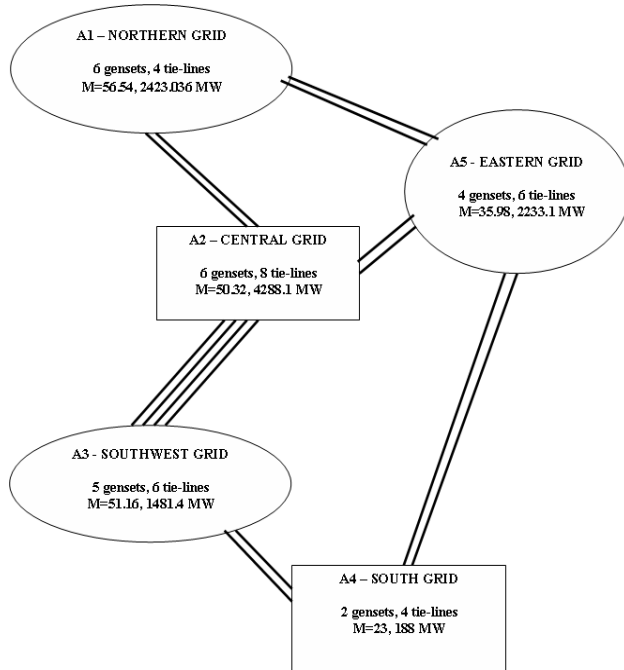 A1 – NORTHERN GRID
6 gensets, 4 tie-lines
M=56.54, 2423.036 MW
A5 - EASTERN GRID
4 gensets, 6 tie-lines
M=35.98, 2233.1 MW
A2 – CENTRAL GRID
6 gensets, 8 tie-lines
M=50.32, 4288.1 MW
A3 - SOUTHWEST GRID
5 gensets, 6 tie-lines
M=51.16, 1481.4 MW
A4 – SOUTH GRID
2 gensets, 4 tie-lines
M=23, 188 MW